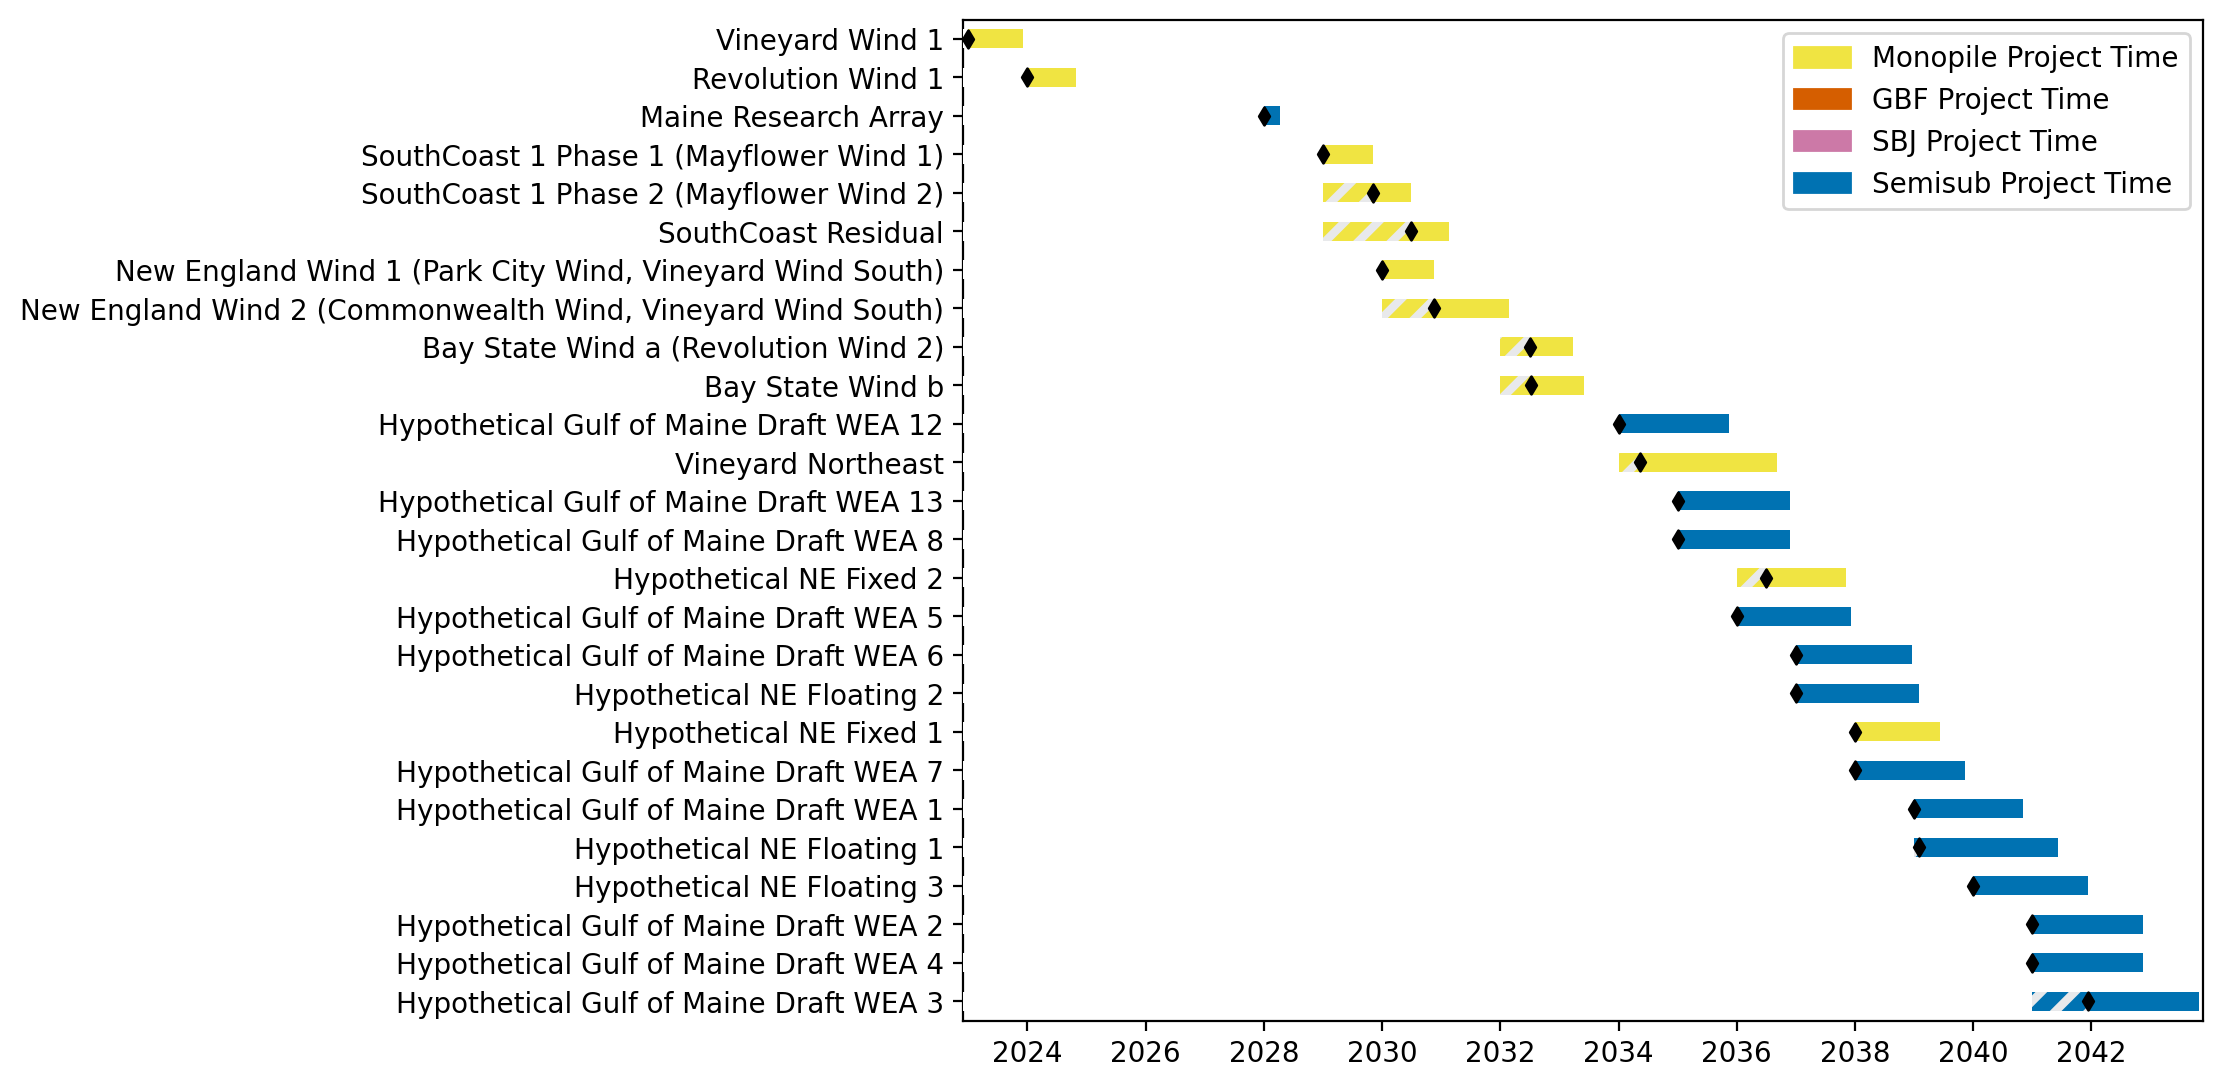 Vineyard Wind 1
Revolution Wind 1
Maine Research Array
SouthCoast 1 Phase 1 (Mayflower Wind 1)
SouthCoast 1 Phase 2 (Mayflower Wind 2)
SouthCoast Residual
New England Wind 1 (Park City Wind, Vineyard Wind South)
New England Wind 2 (Commonwealth Wind, Vineyard Wind South)
Bay State Wind a (Revolution Wind 2)
Bay State Wind b
Hypothetical Gulf of Maine Draft WEA 12
Vineyard Northeast
Hypothetical Gulf of Maine Draft WEA 13
Hypothetical Gulf of Maine Draft WEA 8
Hypothetical NE Fixed 2
Hypothetical Gulf of Maine Draft WEA 5
Hypothetical Gulf of Maine Draft WEA 6
Hypothetical NE Floating 2
Hypothetical NE Fixed 1
Hypothetical Gulf of Maine Draft WEA 7
Hypothetical Gulf of Maine Draft WEA 1
Hypothetical NE Floating 1
Hypothetical NE Floating 3
Hypothetical Gulf of Maine Draft WEA 2
Hypothetical Gulf of Maine Draft WEA 4
Hypothetical Gulf of Maine Draft WEA 3
Monopile Project Time
GBF Project Time
SBJ Project Time
Semisub Project Time
2024 2026 2028 2030 2032 2034 2036 2038 2040 2042